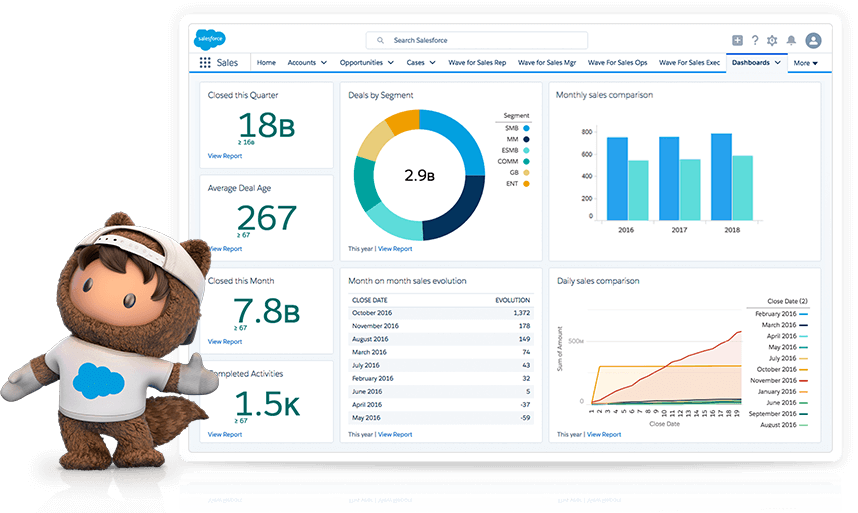 salesforce
Search Salesforce
Sales
Home Accounts Opportunities Cases Wave for Sales Rep Wave for Sales Mgr Wave For Sales Ops Wave For Sales Exec Dashboards More
Closed this Quarter
18B
≥ 16B
View Report
Average Deal Age
267
≥ 67
View Report
Closed this Month
7.8B
≥ 67
View Report
Completed Activities
1.5K
≥ 67
View Report
Deals by Segment
2.9B
Segment
SMB
MM
ESMB
COMM
GB
ENT
This year | View Report
Monthly sales comparison
800
600
400
200
0
2016 2017 2018
Month on month sales evolution
CLOSE DATE EVOLUTION
October 2016 1,372
November 2016 178
August 2016 149
March 2016 74
July 2016 43
February 2016 32
June 2016 5
April 2016 -37
May 2016 -59
This year | View Report
Daily sales comparison
Sum of Amount
500M
0
1 2 3 4 5 6 7 8 9 10 11 12 13 14 15 16 17 18 19
Close Date
Close Date (2)
February 2016
March 2016
April 2016
May 2016
July 2016
October 2016
November 2016
January 2016
June 2016
September 2016
August 2016
This year | View Report